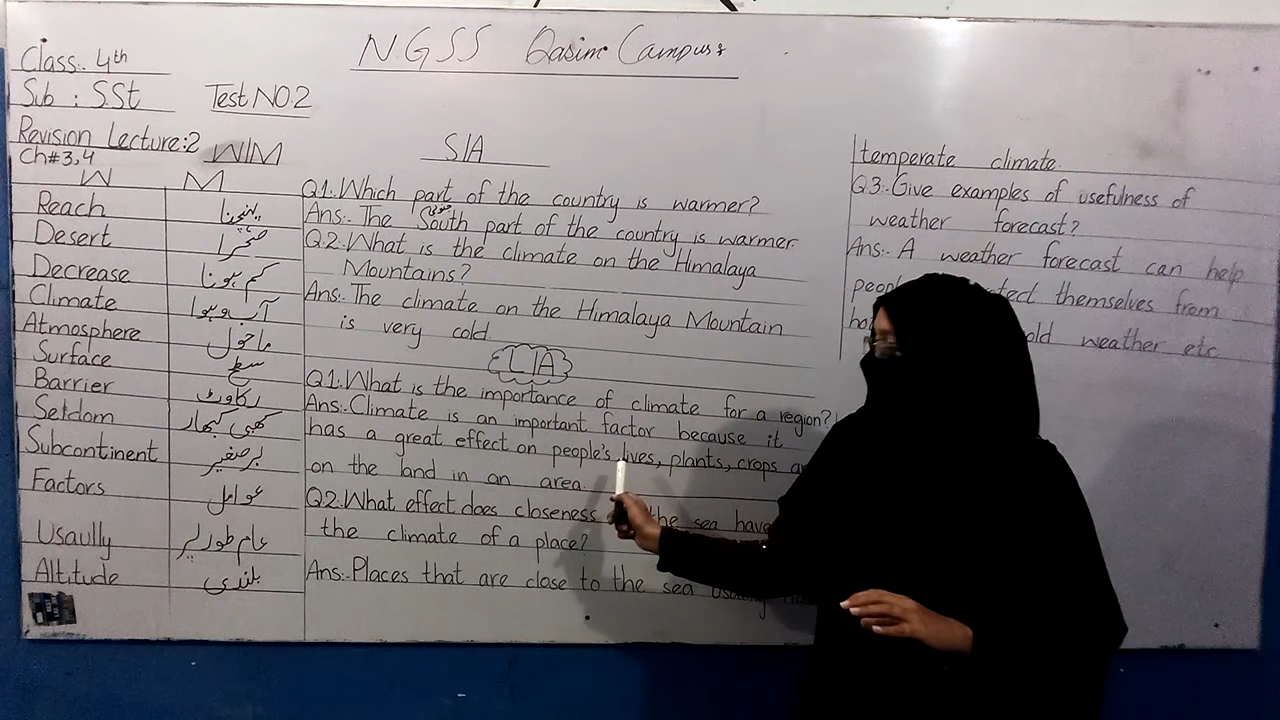 NGSS Qasim Campus
Class:. 4th
Sub : S.St
Test NO.2
Revision Lecture:2
Ch#3,4
W/M
W M
Reach پہنچنا
Desert صحرا
Decrease کم ہونا
Climate آب و ہوا
Atmosphere ماحول
Surface سطح
Barrier رکاوٹ
Seldom کبھی کبھار
Subcontinent برصغیر
Factors عوامل
Usaully عام طور پر
Altitude بلندی
S/A
Q1:.Which part of the country is warmer?
جنوبی
Ans:. The South part of the country is warmer.
Q.2.What is the climate on the Himalaya
Mountains?
Ans:. The climate on the Himalaya Mountain
is very cold.
L/A
Q1:.What is the importance of climate for a region?
Ans:.Climate is an important factor because it
has a great effect on people's lives, plants, crops
on the land in an area.
Q2:.What effect does closeness the sea have
the climate of a place?
Ans:.Places that are close to the sea
temperate climate.
Q.3:.Give examples of usefulness of
weather forecast?
Ans:. A weather forecast can help
themselves from
weather etc